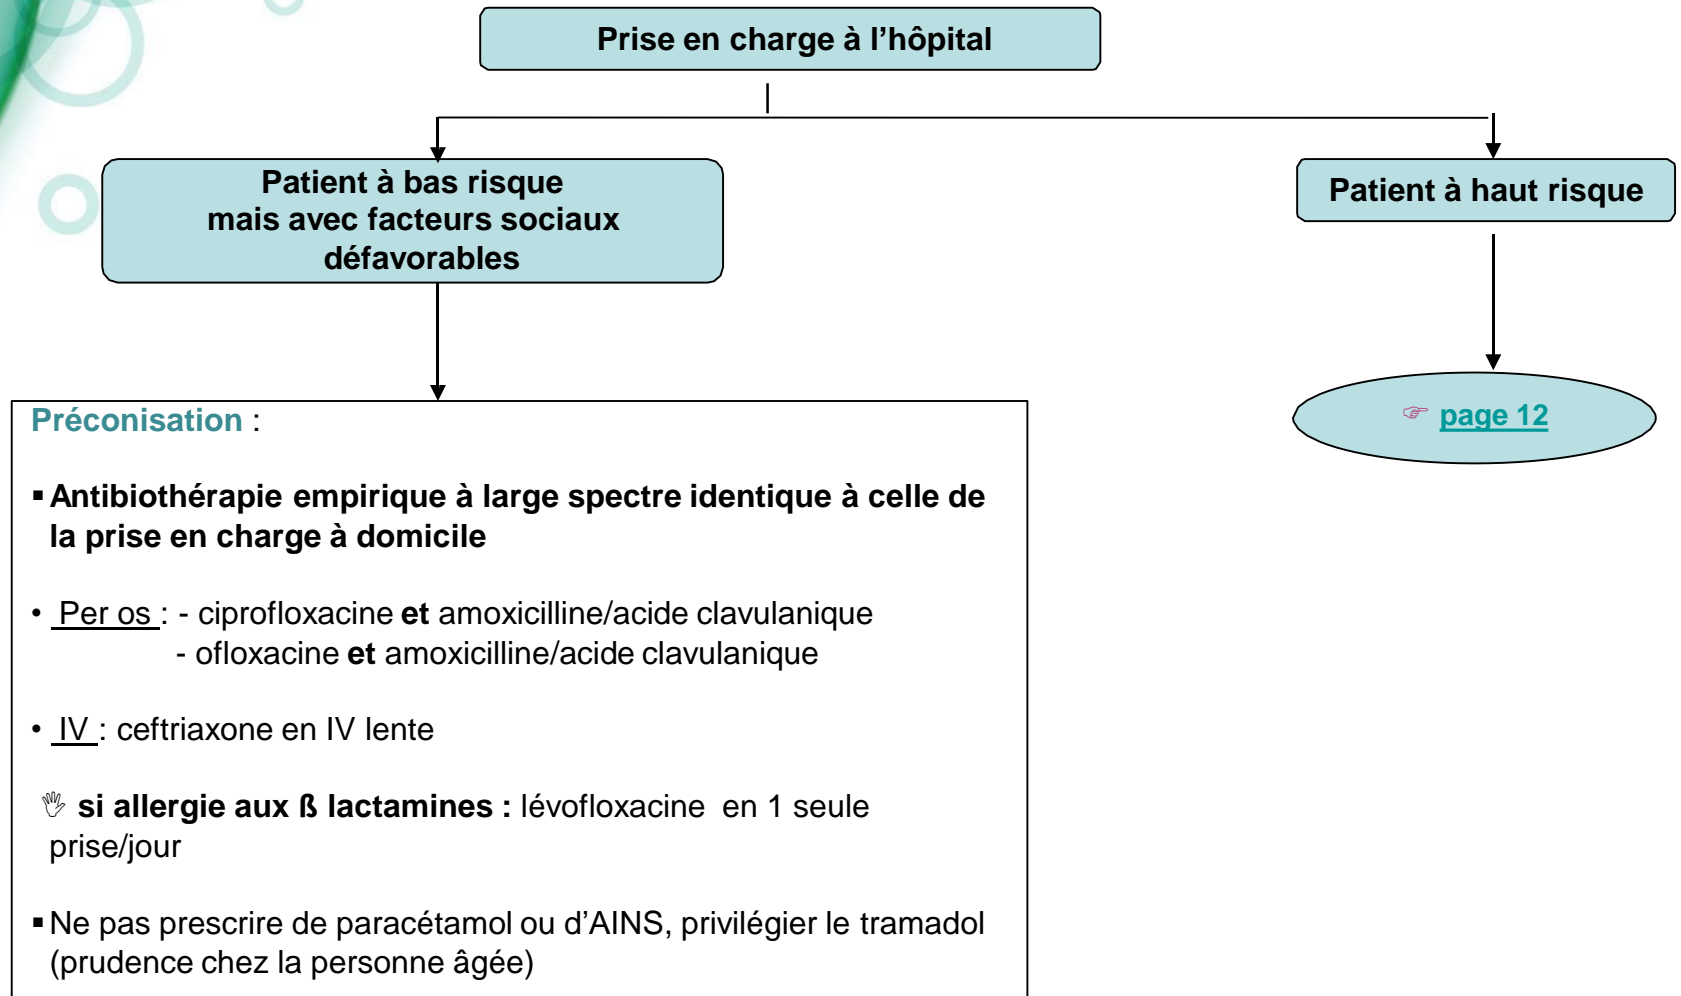 Prise en charge à l’hôpital
Patient à bas risque
mais avec facteurs sociaux
défavorables
Patient à haut risque
☞ page 12
Préconisation :
▪ Antibiothérapie empirique à large spectre identique à celle de
la prise en charge à domicile
• Per os : - ciprofloxacine et amoxicilline/acide clavulanique
- ofloxacine et amoxicilline/acide clavulanique
• IV : ceftriaxone en IV lente
🖐 si allergie aux ß lactamines : lévofloxacine en 1 seule
prise/jour
▪ Ne pas prescrire de paracétamol ou d’AINS, privilégier le tramadol
(prudence chez la personne âgée)